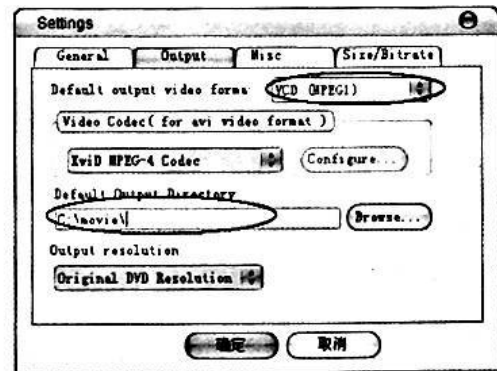 Settings
General Output Misc Size/Bitrate
Default output video forma VCD (MPEG1)
Video Codec( for avi video format )
XviD MPEG-4 Codec Configure...
Default Output Directory
C:\movie\ Browse...
Output resolution
Original DVD Resolution
确定 取消